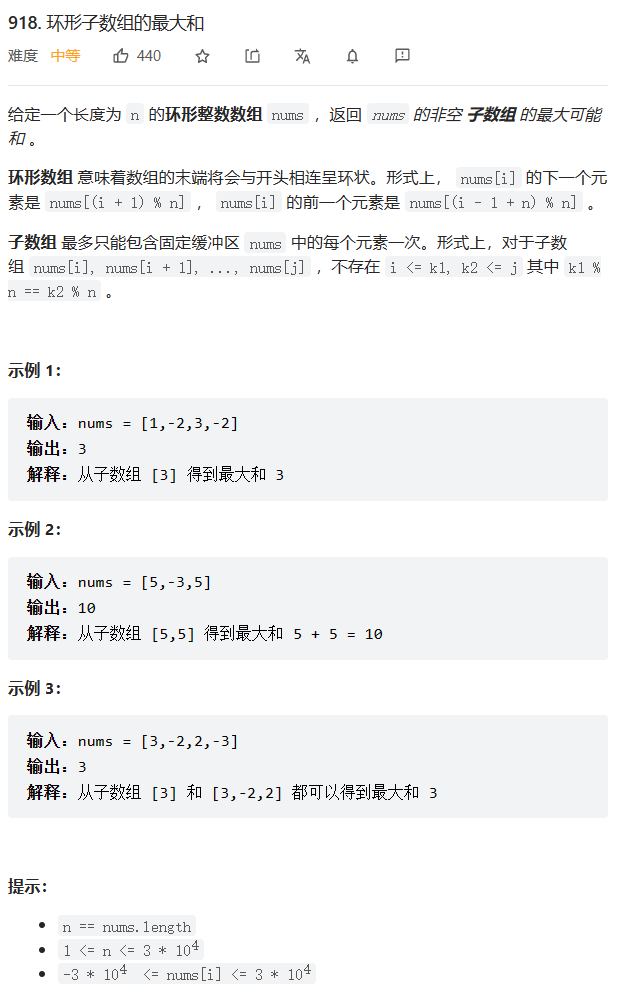 918. 环形子数组的最大和
难度 中等 440
给定一个长度为 n 的环形整数数组 nums ，返回 nums 的非空 子数组 的最大可能
和 。
环形数组 意味着数组的末端将会与开头相连呈环状。形式上， nums[i] 的下一个元
素是 nums[(i + 1) % n] ， nums[i] 的前一个元素是 nums[(i - 1 + n) % n] 。
子数组 最多只能包含固定缓冲区 nums 中的每个元素一次。形式上，对于子数
组 nums[i], nums[i + 1], ..., nums[j] ，不存在 i <= k1, k2 <= j 其中 k1 %
n == k2 % n 。
示例 1：
输入：nums = [1,-2,3,-2]
输出：3
解释：从子数组 [3] 得到最大和 3
示例 2：
输入：nums = [5,-3,5]
输出：10
解释：从子数组 [5,5] 得到最大和 5 + 5 = 10
示例 3：
输入：nums = [3,-2,2,-3]
输出：3
解释：从子数组 [3] 和 [3,-2,2] 都可以得到最大和 3
提示：
• n == nums.length
• 1 <= n <= 3 * 10⁴
• -3 * 10⁴ <= nums[i] <= 3 * 10⁴